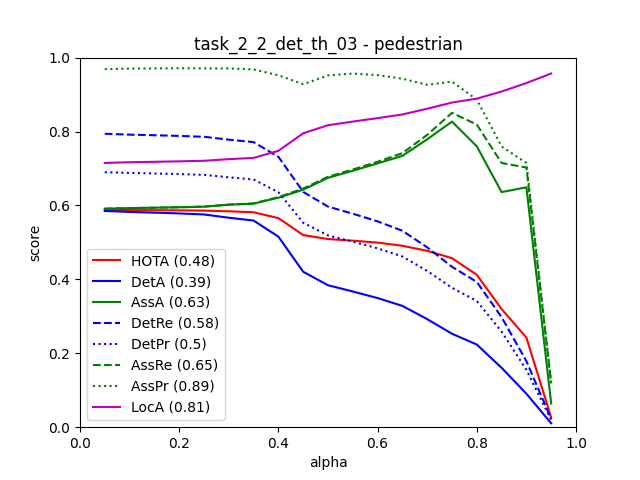 task_2_2_det_th_03 - pedestrian
1.0
0.8
0.6
0.4
0.2
0.0
score
HOTA (0.48)
DetA (0.39)
AssA (0.63)
DetRe (0.58)
DetPr (0.5)
AssRe (0.65)
AssPr (0.89)
LocA (0.81)
0.0 0.2 0.4 0.6 0.8 1.0
alpha